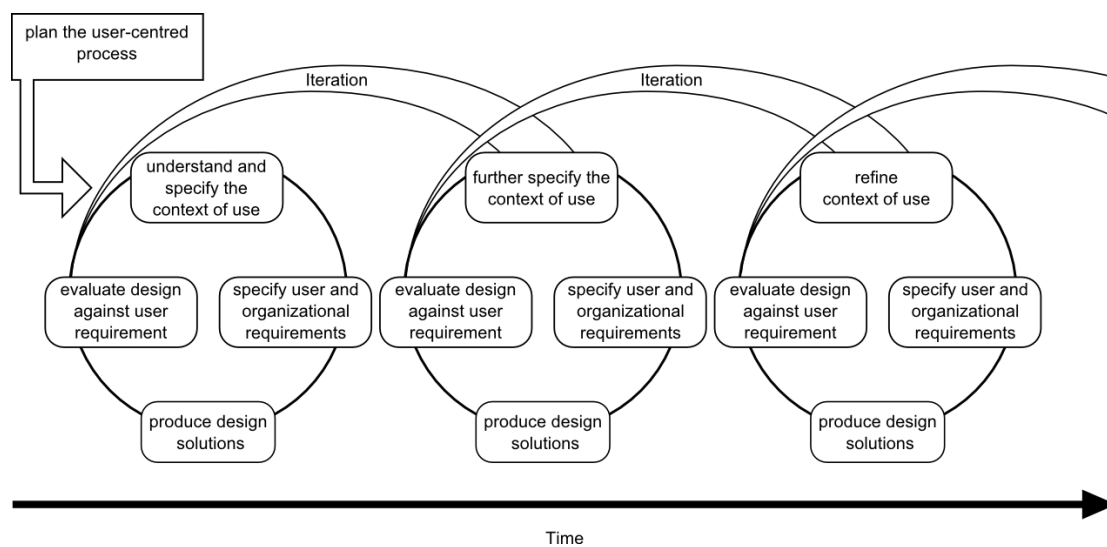 plan the user-centred
process
Iteration
Iteration
understand and
specify the
context of use
further specify the
context of use
refine
context of use
evaluate design
against user
requirement
specify user and
organizational
requirements
evaluate design
against user
requirement
specify user and
organizational
requirements
evaluate design
against user
requirement
specify user and
organizational
requirements
produce design
solutions
produce design
solutions
produce design
solutions
Time